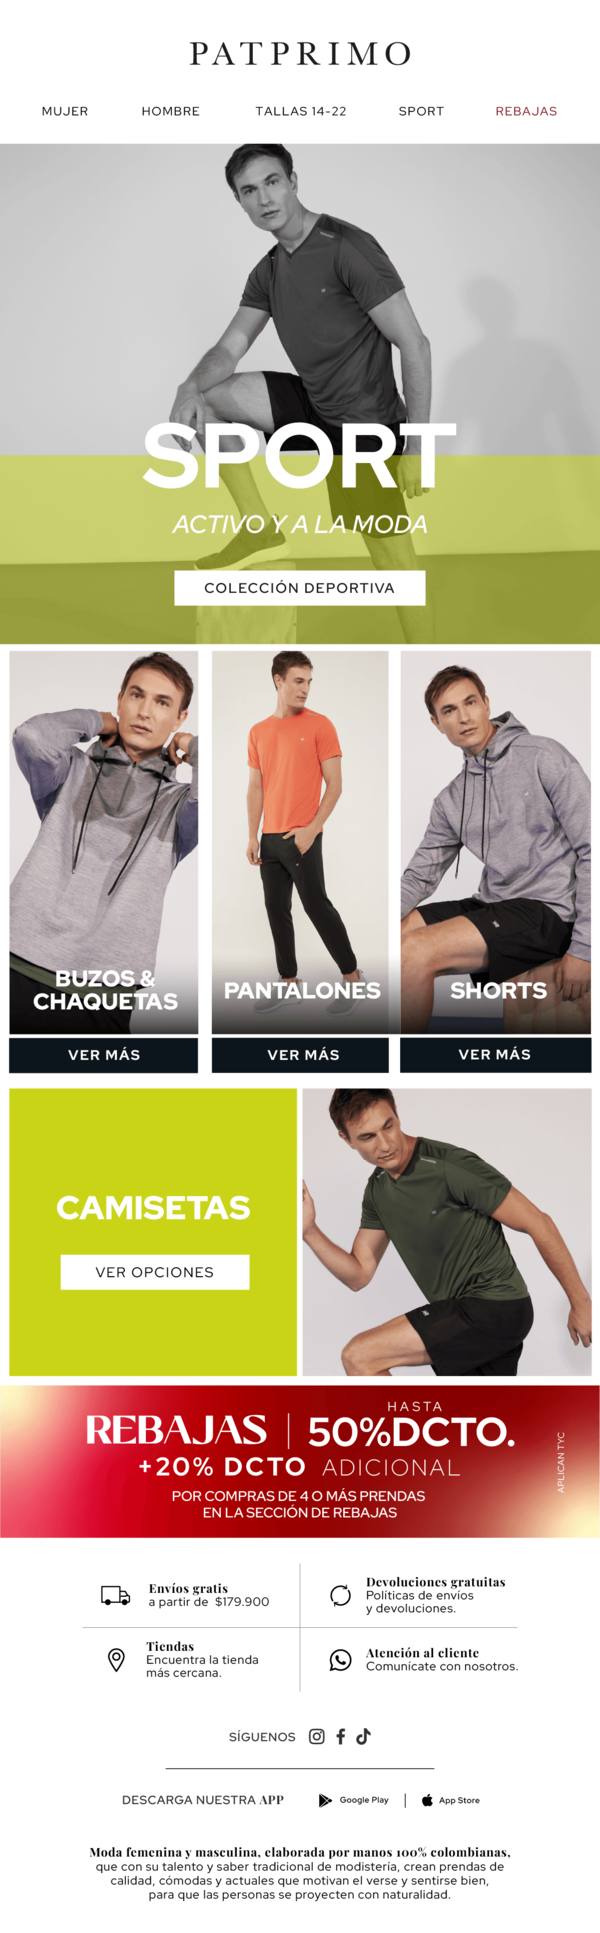 PATPRIMO
MUJER HOMBRE TALLAS 14-22 SPORT REBAJAS
SPORT
ACTIVO Y A LA MODA
COLECCIÓN DEPORTIVA
BUZOS &
CHAQUETAS
VER MÁS
PANTALONES
VER MÁS
SHORTS
VER MÁS
CAMISETAS
VER OPCIONES
REBAJAS
HASTA
50%DCTO.
+20% DCTO ADICIONAL
POR COMPRAS DE 4 O MÁS PRENDAS
EN LA SECCIÓN DE REBAJAS
APLICAN TYC
Envíos gratis
a partir de $179.900
Devoluciones gratuitas
Políticas de envíos
y devoluciones.
Tiendas
Encuentra la tienda
más cercana.
Atención al cliente
Comunícate con nosotros.
SÍGUENOS
DESCARGA NUESTRA APP Google Play | App Store
Moda femenina y masculina, elaborada por manos 100% colombianas,
que con su talento y saber tradicional de modistería, crean prendas de
calidad, cómodas y actuales que motivan el verse y sentirse bien,
para que las personas se proyecten con naturalidad.